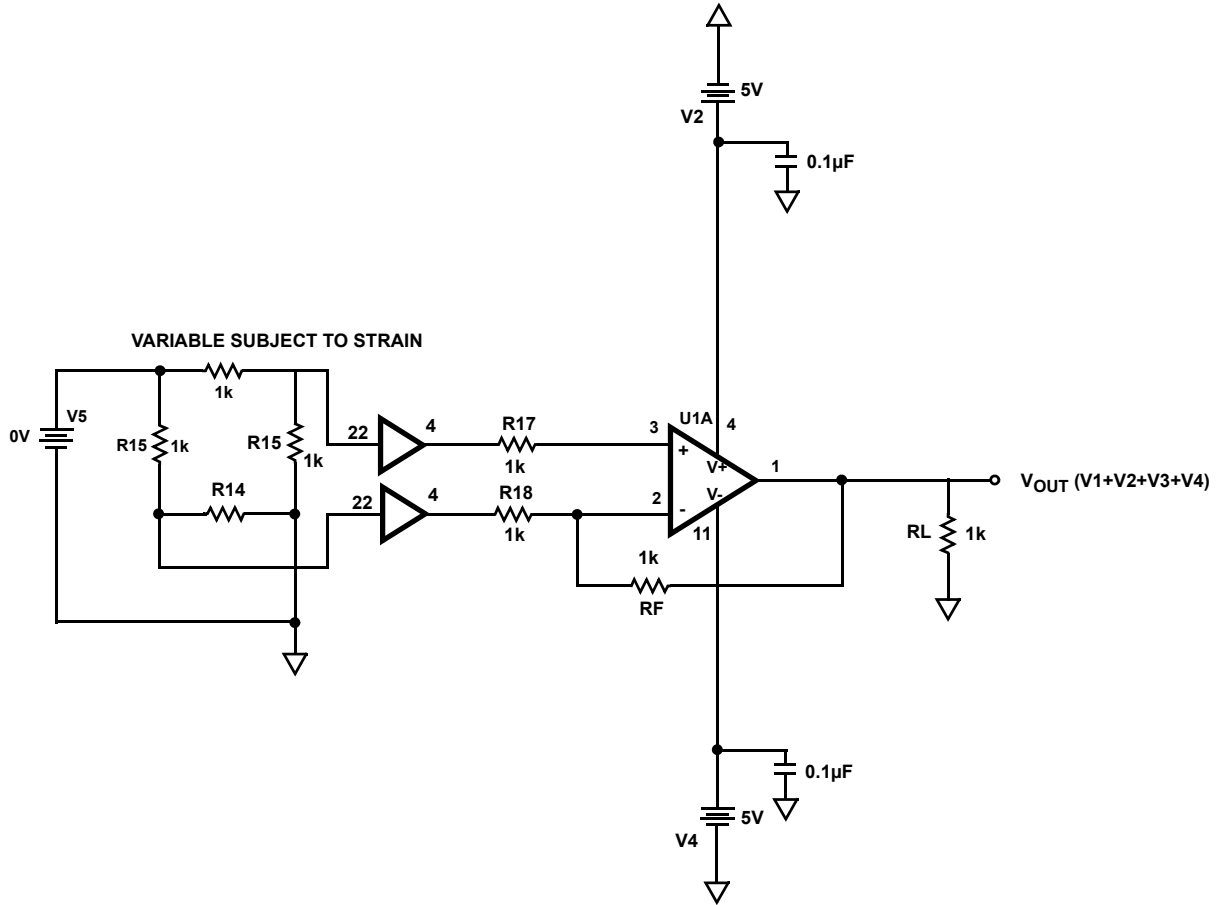 5V
V2
0.1µF
VARIABLE SUBJECT TO STRAIN
1k
V5
0V
R15
1k
R15
1k
R14
22
4
R17
1k
22
4
R18
1k
3
+
U1A
4
V+
V-
2
-
11
1
1k
RF
VOUT (V1+V2+V3+V4)
RL
1k
0.1µF
5V
V4